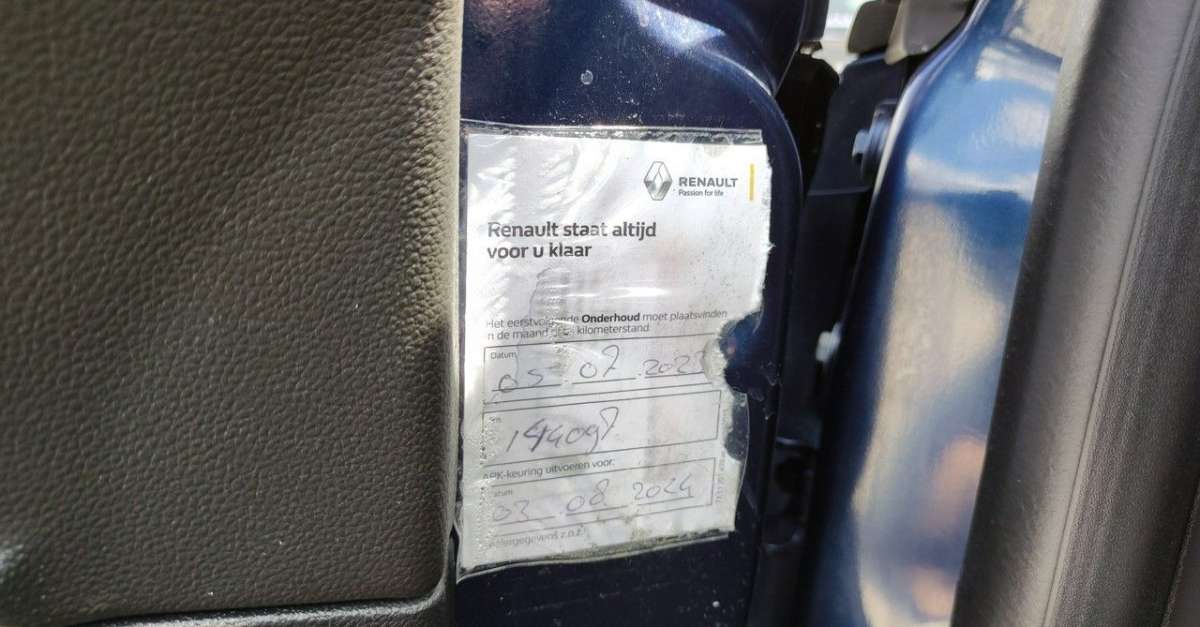 RENAULT
Passion for life
Renault staat altijd
voor u klaar
Het eerstvolgende Onderhoud moet plaatsvinden
in de maand kilometerstand.
Datum
05 07 2023
144097
APK-keuring uitvoeren voor:
Datum
03 08 2024
z.o.z.